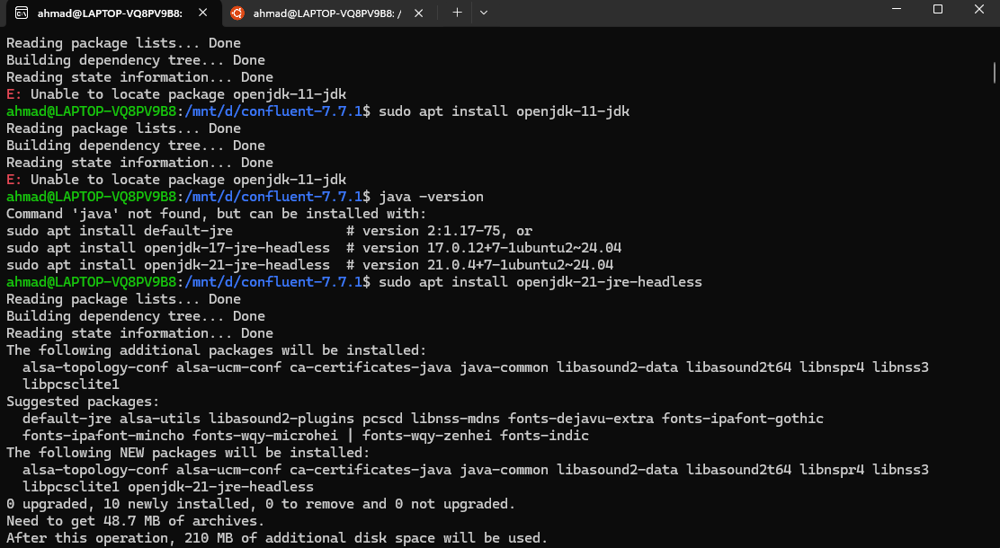 ahmad@LAPTOP-VQ8PV9B8: ahmad@LAPTOP-VQ8PV9B8: /
Reading package lists... Done
Building dependency tree... Done
Reading state information... Done
E: Unable to locate package openjdk-11-jdk
ahmad@LAPTOP-VQ8PV9B8:/mnt/d/confluent-7.7.1$ sudo apt install openjdk-11-jdk
Reading package lists... Done
Building dependency tree... Done
Reading state information... Done
E: Unable to locate package openjdk-11-jdk
ahmad@LAPTOP-VQ8PV9B8:/mnt/d/confluent-7.7.1$ java -version
Command 'java' not found, but can be installed with:
sudo apt install default-jre              # version 2:1.17-75, or
sudo apt install openjdk-17-jre-headless  # version 17.0.12+7-1ubuntu2~24.04
sudo apt install openjdk-21-jre-headless  # version 21.0.4+7-1ubuntu2~24.04
ahmad@LAPTOP-VQ8PV9B8:/mnt/d/confluent-7.7.1$ sudo apt install openjdk-21-jre-headless
Reading package lists... Done
Building dependency tree... Done
Reading state information... Done
The following additional packages will be installed:
  alsa-topology-conf alsa-ucm-conf ca-certificates-java java-common libasound2-data libasound2t64 libnspr4 libnss3
  libpcsclite1
Suggested packages:
  default-jre alsa-utils libasound2-plugins pcscd libnss-mdns fonts-dejavu-extra fonts-ipafont-gothic
  fonts-ipafont-mincho fonts-wqy-microhei | fonts-wqy-zenhei fonts-indic
The following NEW packages will be installed:
  alsa-topology-conf alsa-ucm-conf ca-certificates-java java-common libasound2-data libasound2t64 libnspr4 libnss3
  libpcsclite1 openjdk-21-jre-headless
0 upgraded, 10 newly installed, 0 to remove and 0 not upgraded.
Need to get 48.7 MB of archives.
After this operation, 210 MB of additional disk space will be used.